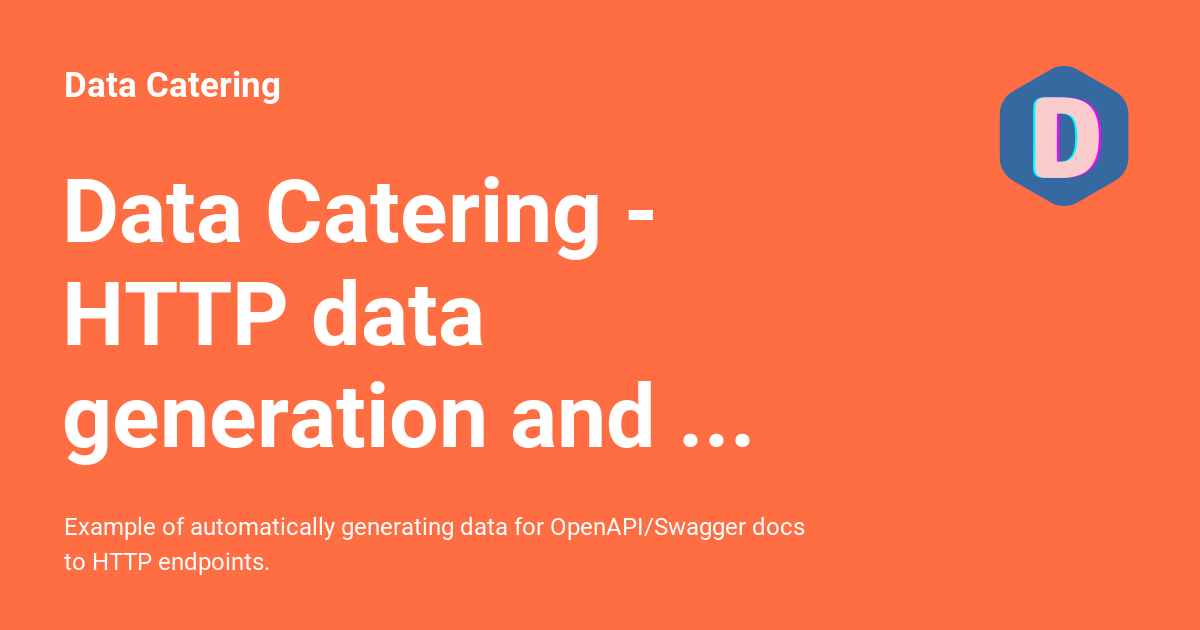 Data Catering
D
Data Catering -
HTTP data
generation and ...
Example of automatically generating data for OpenAPI/Swagger docs
to HTTP endpoints.